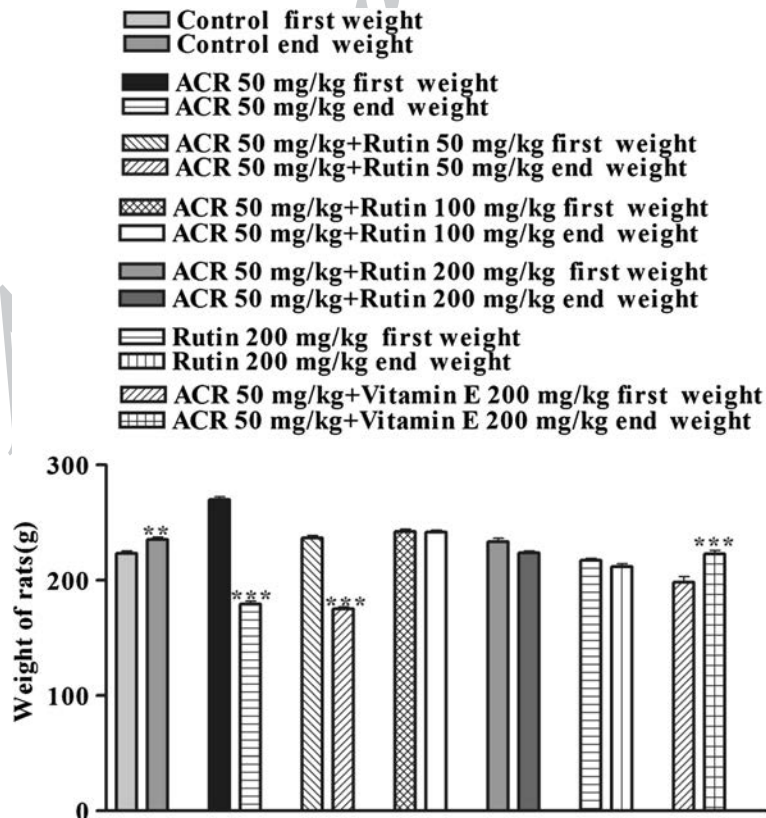 Control first weight
Control end weight
ACR 50 mg/kg first weight
ACR 50 mg/kg end weight
ACR 50 mg/kg+Rutin 50 mg/kg first weight
ACR 50 mg/kg+Rutin 50 mg/kg end weight
ACR 50 mg/kg+Rutin 100 mg/kg first weight
ACR 50 mg/kg+Rutin 100 mg/kg end weight
ACR 50 mg/kg+Rutin 200 mg/kg first weight
ACR 50 mg/kg+Rutin 200 mg/kg end weight
Rutin 200 mg/kg first weight
Rutin 200 mg/kg end weight
ACR 50 mg/kg+Vitamin E 200 mg/kg first weight
ACR 50 mg/kg+Vitamin E 200 mg/kg end weight
Weight of rats(g)
300
200
100
0
**
***
***
***